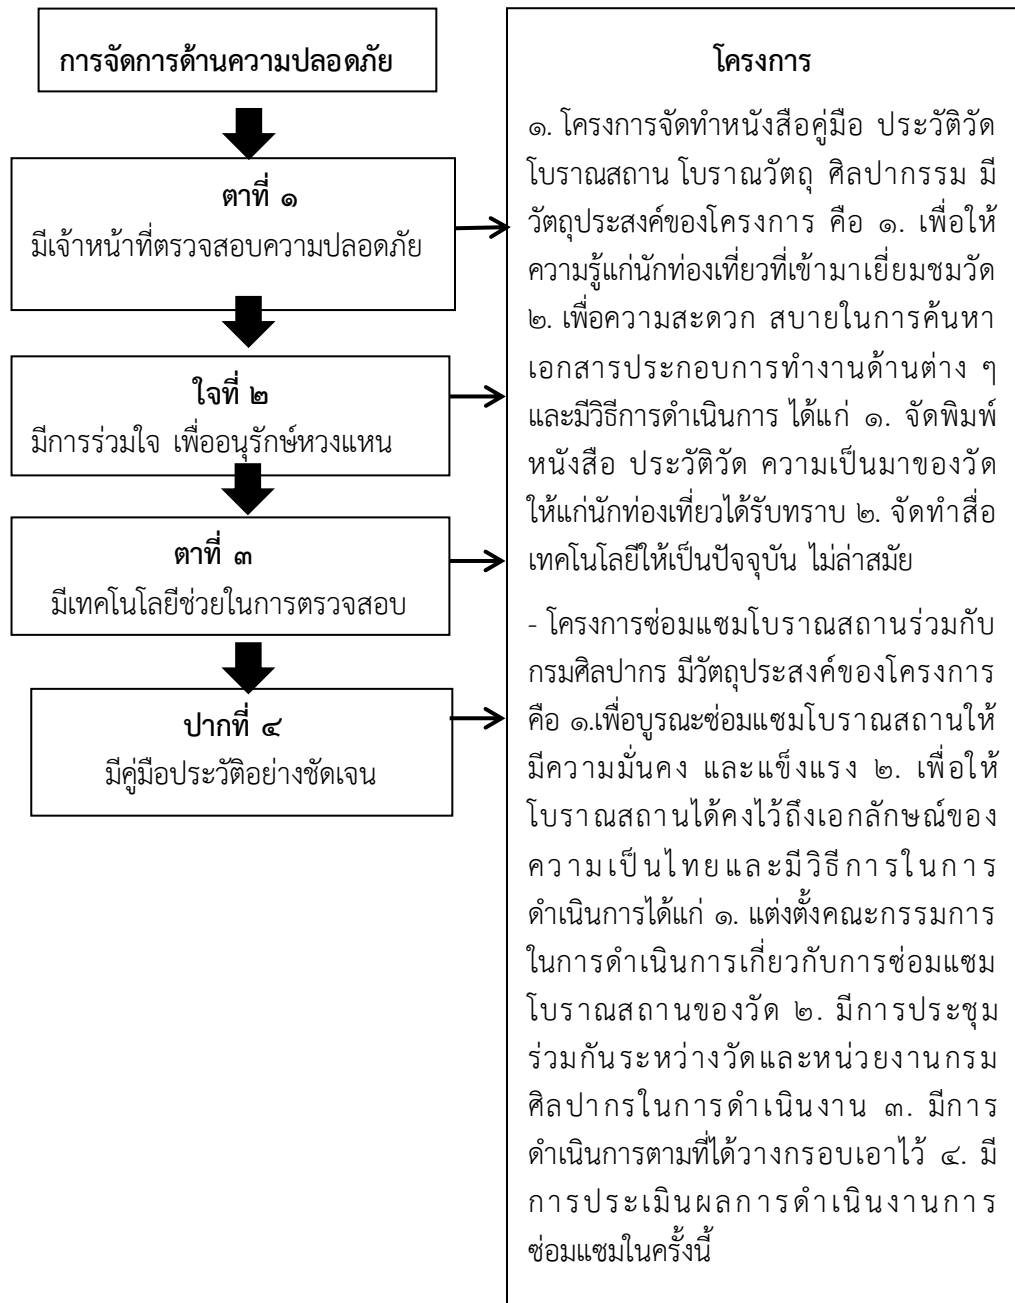 การจัดการด้านความปลอดภัย
ตาที่ ๑
มีเจ้าหน้าที่ตรวจสอบความปลอดภัย
ใจที่ ๒
มีการร่วมใจ เพื่ออนุรักษ์หวงแหน
ตาที่ ๓
มีเทคโนโลยีช่วยในการตรวจสอบ
ปากที่ ๔
มีคู่มือประวัติอย่างชัดเจน
โครงการ
๑. โครงการจัดทำหนังสือคู่มือ ประวัติวัด
โบราณสถาน โบราณวัตถุ ศิลปากรรม มี
วัตถุประสงค์ของโครงการ คือ ๑. เพื่อให้
ความรู้แก่นักท่องเที่ยวที่เข้ามาเยี่ยมชมวัด
๒. เพื่อความสะดวก สบายในการค้นหา
เอกสารประกอบการทำงานด้านต่าง ๆ
และมีวิธีการดำเนินการ ได้แก่ ๑. จัดพิมพ์
หนังสือ ประวัติวัด ความเป็นมาของวัด
ให้แก่นักท่องเที่ยวได้รับทราบ ๒. จัดทำสื่อ
เทคโนโลยีให้เป็นปัจจุบัน ไม่ล่าสมัย
- โครงการซ่อมแซมโบราณสถานร่วมกับ
กรมศิลปากร มีวัตถุประสงค์ของโครงการ
คือ ๑.เพื่อบูรณะซ่อมแซมโบราณสถานให้
มีความมั่นคง และแข็งแรง ๒. เพื่อให้
โบราณสถานได้คงไว้ถึงเอกลักษณ์ของ
ความเป็นไทยและมีวิธีการในการ
ดำเนินการได้แก่ ๑. แต่งตั้งคณะกรรมการ
ในการดำเนินการเกี่ยวกับการซ่อมแซม
โบราณสถานของวัด ๒. มีการประชุม
ร่วมกันระหว่างวัดและหน่วยงานกรม
ศิลปากรในการดำเนินงาน ๓. มีการ
ดำเนินการตามที่ได้วางกรอบเอาไว้ ๔. มี
การประเมินผลการดำเนินงานการ
ซ่อมแซมในครั้งนี้